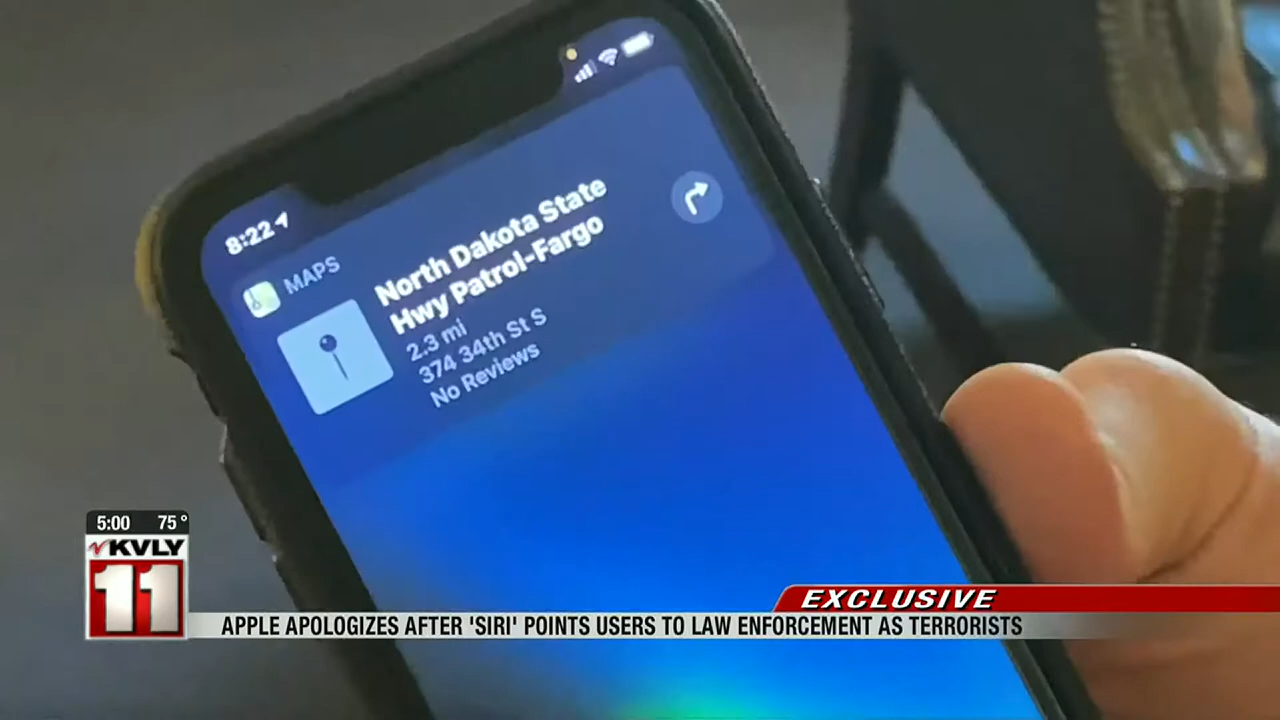 8:22
MAPS
North Dakota State
Hwy Patrol-Fargo
2.3 mi
374 34th St S
No Reviews
5:00 75°
KVLY
11
EXCLUSIVE
APPLE APOLOGIZES AFTER 'SIRI' POINTS USERS TO LAW ENFORCEMENT AS TERRORISTS